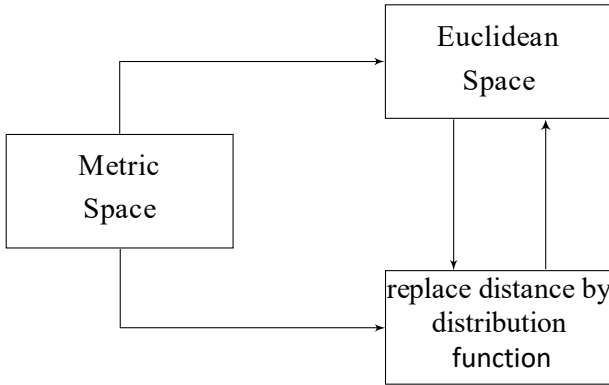 Euclidean
Space
Metric
Space
replace distance by
distribution
function